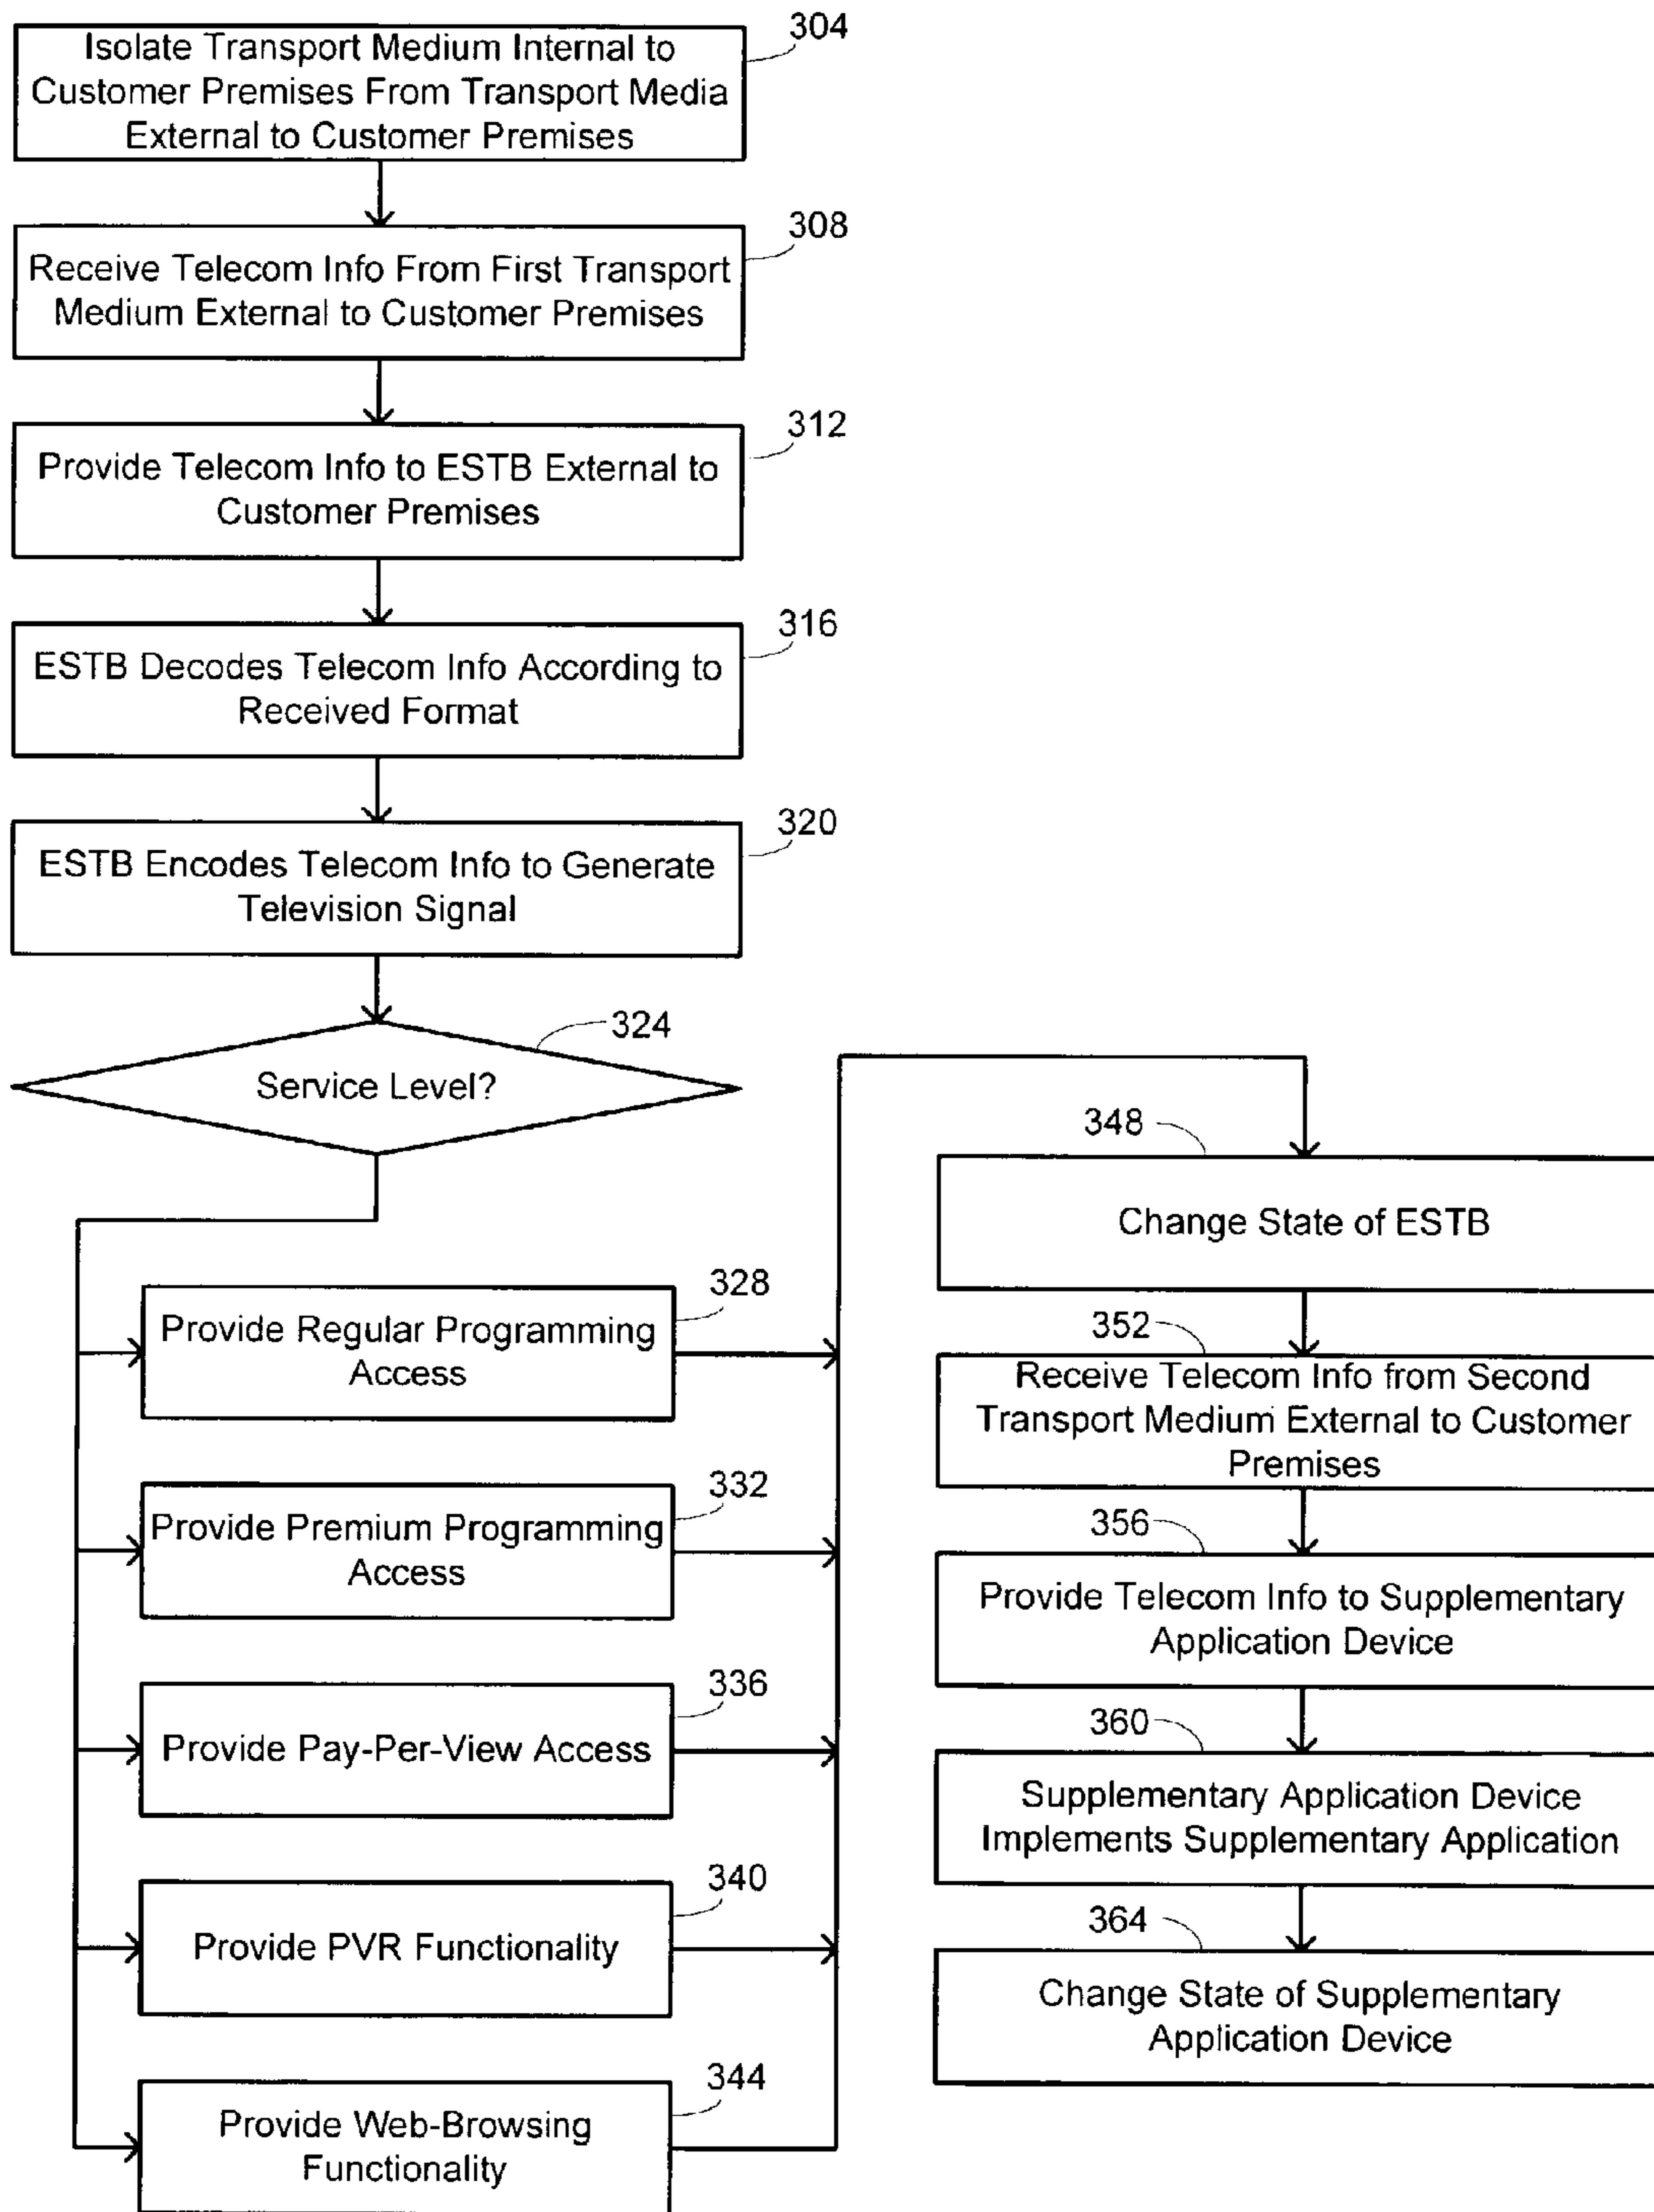 304
Isolate Transport Medium Internal to
Customer Premises From Transport Media
External to Customer Premises
308
Receive Telecom Info From First Transport
Medium External to Customer Premises
312
Provide Telecom Info to ESTB External to
Customer Premises
316
ESTB Decodes Telecom Info According to
Received Format
320
ESTB Encodes Telecom Info to Generate
Television Signal
324
Service Level?
328
Provide Regular Programming
Access
332
Provide Premium Programming
Access
336
Provide Pay-Per-View Access
340
Provide PVR Functionality
344
Provide Web-Browsing
Functionality
348
Change State of ESTB
352
Receive Telecom Info from Second
Transport Medium External to Customer
Premises
356
Provide Telecom Info to Supplementary
Application Device
360
Supplementary Application Device
Implements Supplementary Application
364
Change State of Supplementary
Application Device